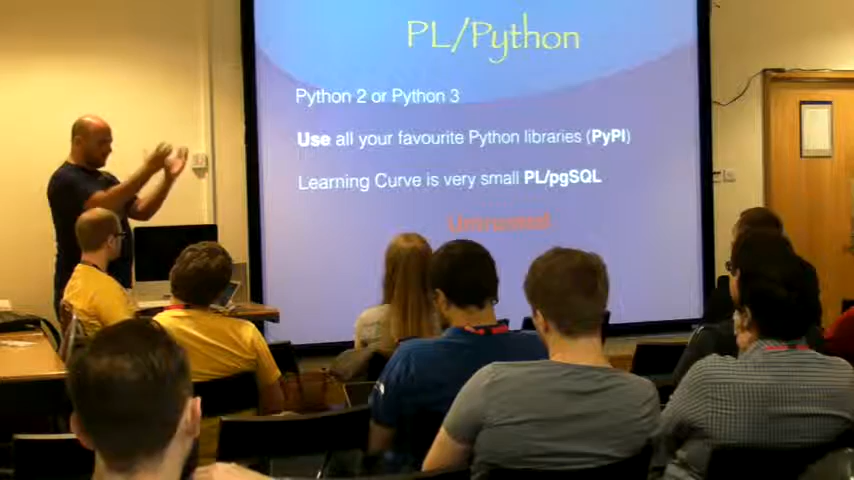 PL/Python
Python 2 or Python 3
Use all your favourite Python libraries (PyPI)
Learning Curve is very small PL/pgSQL
Untrusted